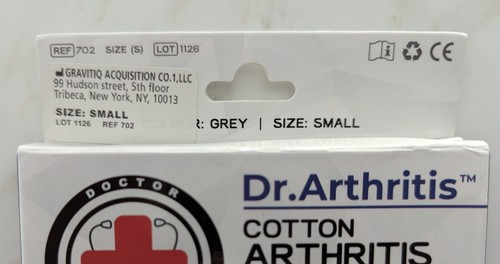 REF 702 SIZE (S) LOT 1126
GRAVITIQ ACQUISITION CO.1,LLC
99 Hudson street, 5th floor
Tribeca, New York, NY, 10013
SIZE: SMALL
LOT 1126 REF 702
COLOUR: GREY | SIZE: SMALL
DOCTOR
Dr.Arthritis™
COTTON
ARTHRITIS